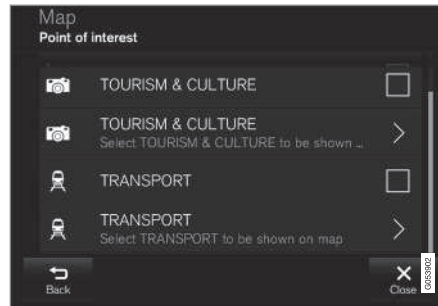 Map
Point of interest
TOURISM & CULTURE
TOURISM & CULTURE
Select TOURISM & CULTURE to be shown ...
TRANSPORT
TRANSPORT
Select TRANSPORT to be shown on map
Back
Close
G053902